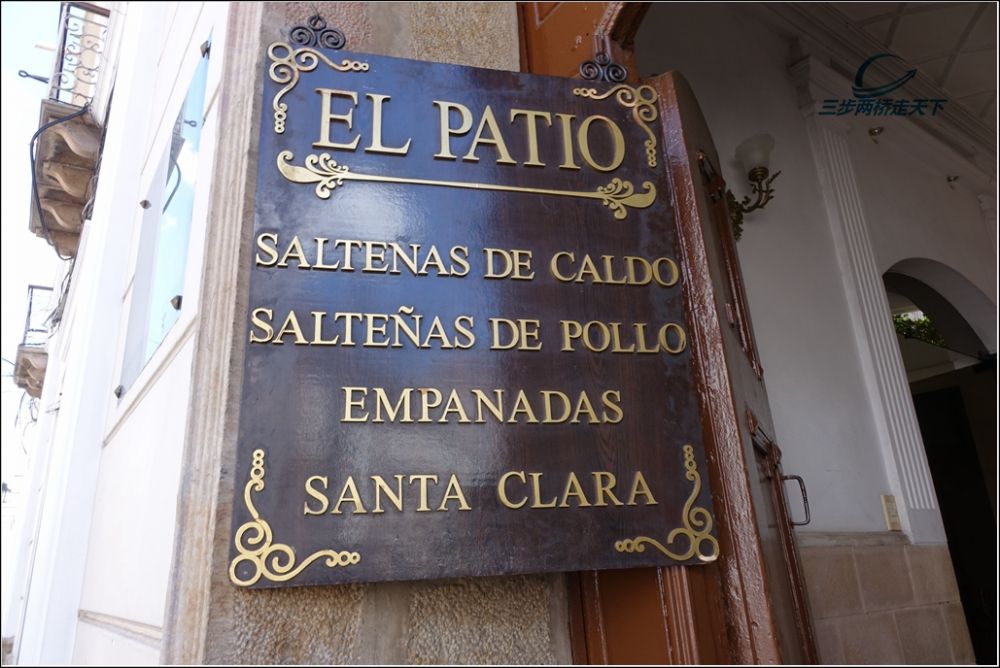 三步两桥走天下
EL PATIO
SALTENAS DE CALDO
SALTEÑAS DE POLLO
EMPANADAS
SANTA CLARA